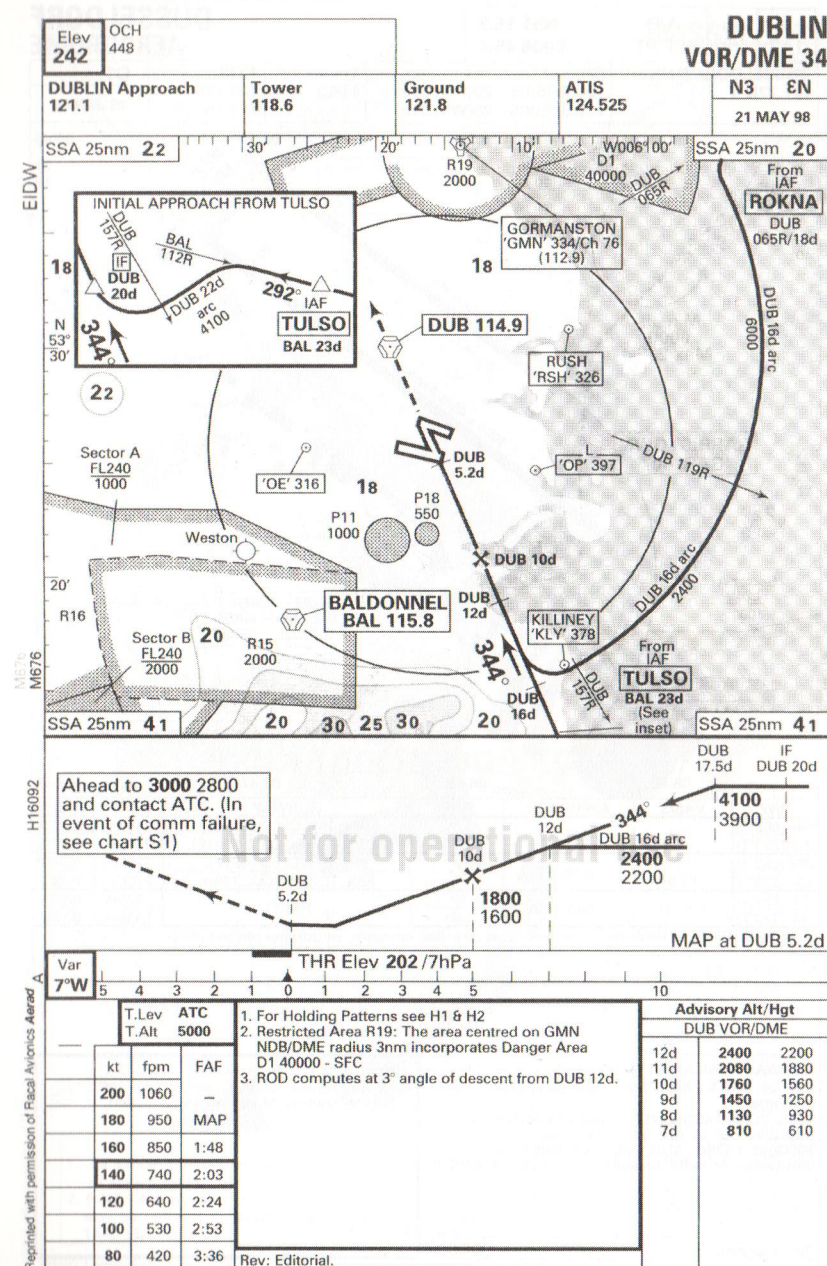 Elev
242
OCH
448
DUBLIN
VOR/DME 34
DUBLIN Approach
121.1
Tower
118.6
Ground
121.8
ATIS
124.525
N3
εN
21 MAY 98
EIDW
SSA 25nm 22
30'
20'
10'
W006° 00'
SSA 25nm 20
R19
2000
D1
40000
DUB
065R
From
IAF
ROKNA
DUB
065R/18d
INITIAL APPROACH FROM TULSO
DUB
157R
BAL
112R
IF
DUB
20d
DUB 22d
arc
4100
292°
IAF
TULSO
BAL 23d
344°
GORMANSTON
'GMN' 334/Ch 76
(112.9)
18
18
DUB 114.9
DUB 16d arc
6000
N
53°
30'
RUSH
'RSH' 326
22
Sector A
FL240
1000
'OE' 316
18
DUB
5.2d
L
'OP' 397
DUB 119R
P11
1000
P18
550
Weston
DUB 10d
20'
R16
BALDONNEL
BAL 115.8
DUB
12d
DUB 16d arc
2400
KILLINEY
'KLY' 378
Sector B
FL240
2000
20
R15
2000
344°
DUB
16d
DUB
157R
From
IAF
TULSO
BAL 23d
(See
inset)
M676
M676
SSA 25nm 41
20
30
25
30
20
SSA 25nm 41
H16092
Ahead to 3000 2800
and contact ATC. (In
event of comm failure,
see chart S1)
DUB
17.5d
IF
DUB 20d
344°
4100
3900
DUB
12d
DUB 16d arc
2400
2200
Not for operational use
DUB
10d
1800
1600
DUB
5.2d
MAP at DUB 5.2d
Var
7°W
THR Elev 202 /7hPa
A
5 4 3 2 1 0 1 2 3 4 5 10
T.Lev ATC
T.Alt 5000
kt fpm FAF
200 1060 –
180 950 MAP
160 850 1:48
140 740 2:03
120 640 2:24
100 530 2:53
80 420 3:36
1. For Holding Patterns see H1 & H2
2. Restricted Area R19: The area centred on GMN
NDB/DME radius 3nm incorporates Danger Area
D1 40000 - SFC
3. ROD computes at 3° angle of descent from DUB 12d.
Rev: Editorial.
Advisory Alt/Hgt
DUB VOR/DME
12d 2400 2200
11d 2080 1880
10d 1760 1560
9d 1450 1250
8d 1130 930
7d 810 610
Reprinted with permission of Racal Avionics Aerad